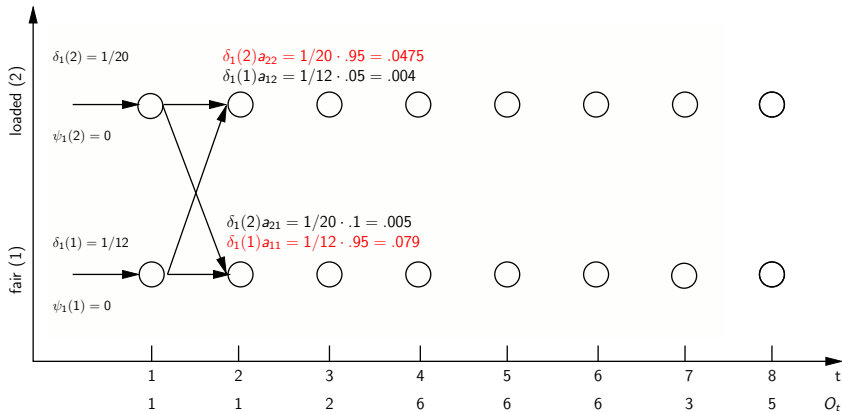 loaded (2)
δ₁(2) = 1/20
δ₁(2)a₂₂ = 1/20 · .95 = .0475
δ₁(1)a₁₂ = 1/12 · .05 = .004
ψ₁(2) = 0
fair (1)
δ₁(1) = 1/12
δ₁(2)a₂₁ = 1/20 · .1 = .005
δ₁(1)a₁₁ = 1/12 · .95 = .079
ψ₁(1) = 0
1 2 3 4 5 6 7 8 t
1 1 2 6 6 6 3 5 Oₜ